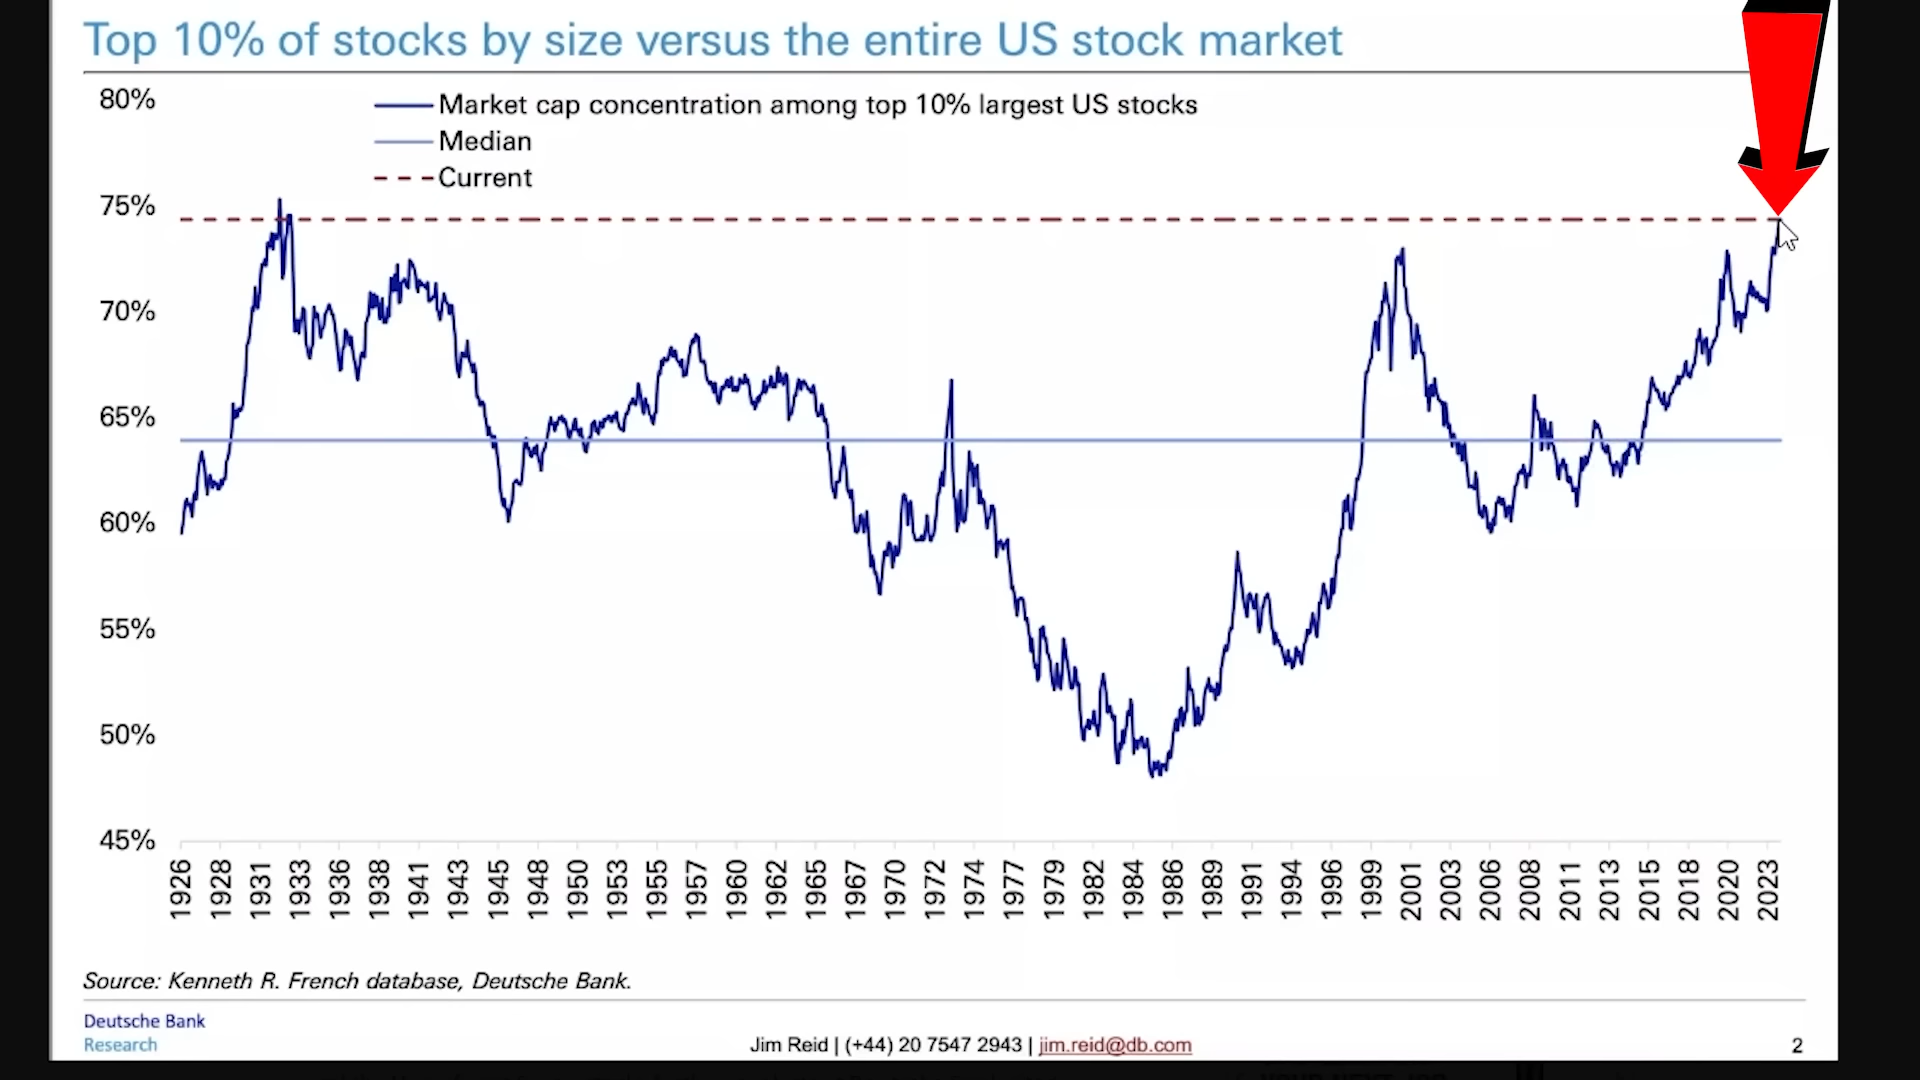 Top 10% of stocks by size versus the entire US stock market
80%
Market cap concentration among top 10% largest US stocks
Median
Current
75%
70%
65%
60%
55%
50%
45%
1926 1928 1931 1933 1936 1938 1941 1943 1945 1948 1950 1953 1955 1957 1960 1962 1965 1967 1970 1972 1974 1977 1979 1982 1984 1986 1989 1991 1994 1996 1999 2001 2003 2006 2008 2011 2013 2015 2018 2020 2023
Source: Kenneth R. French database, Deutsche Bank.
Deutsche Bank
Research
Jim Reid | (+44) 20 7547 2943 | jim.reid@db.com
2